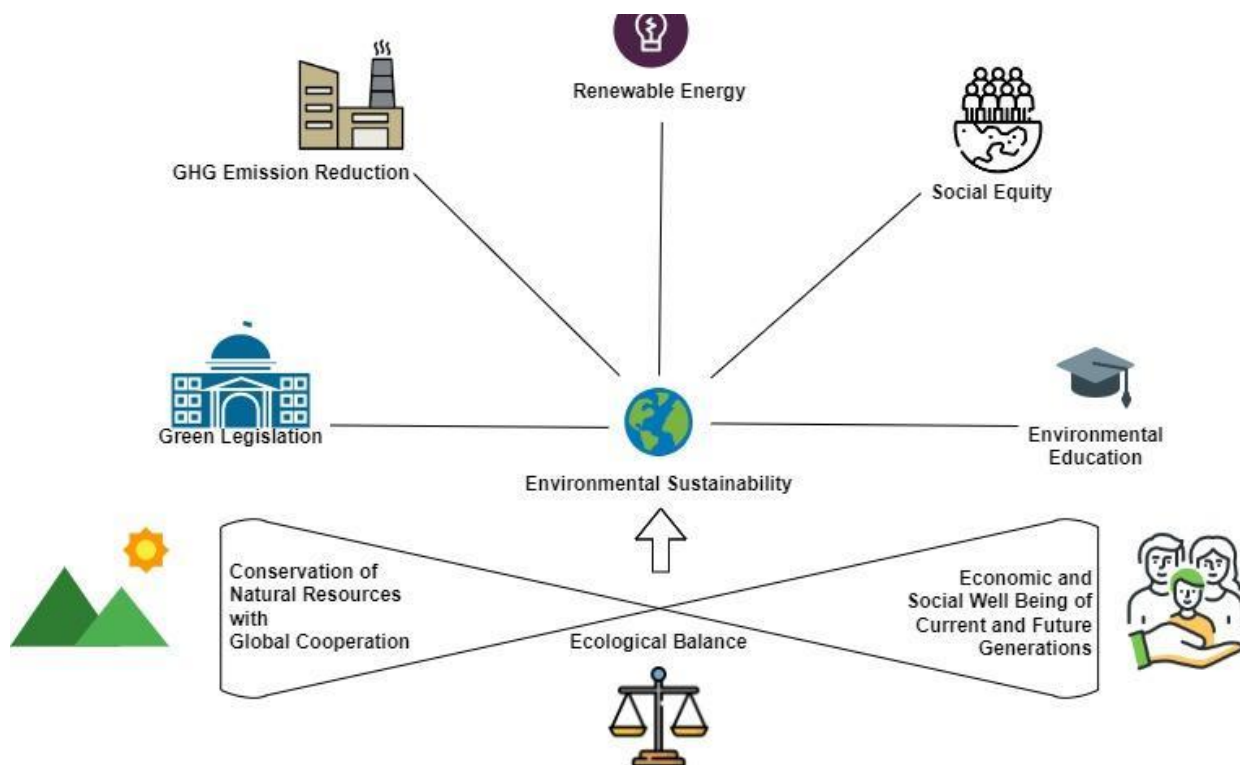 Renewable Energy
GHG Emission Reduction
Social Equity
Green Legislation
Environmental
Education
Environmental Sustainability
Conservation of
Natural Resources
with
Global Cooperation
Ecological Balance
Economic and
Social Well Being of
Current and Future
Generations